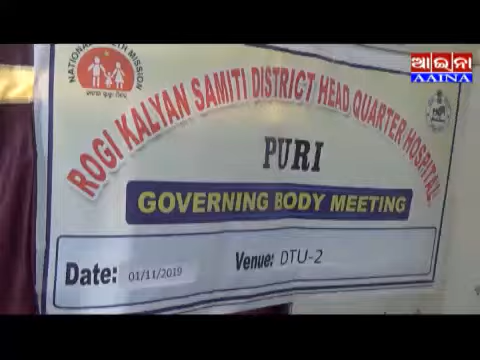 ଆଇନା
AAINA
NATIONAL HEALTH MISSION
ROGI KALYAN SAMITI DISTRICT HEAD QUARTER HOSPITAL
PURI
GOVERNING BODY MEETING
Date: 01/11/2019 Venue: DTU-2